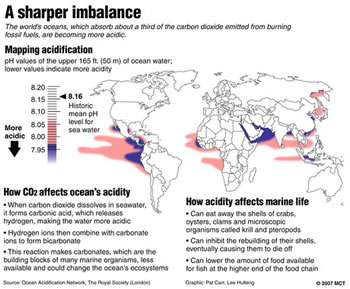 A sharper imbalance
The world's oceans, which absorb about a third of the carbon dioxide emitted from burning
fossil fuels, are becoming more acidic.
Mapping acidification
pH values of the upper 165 ft. (50 m) of ocean water;
lower values indicate more acidity
8.20
8.16
Historic
mean pH
level for
sea water
8.15
8.10
8.05
More
acidic
8.00
7.95
How CO2 affects ocean's acidity
• When carbon dioxide dissolves in seawater,
it forms carbonic acid, which releases
hydrogen, making the water more acidic
• Hydrogen ions then combine with carbonate
ions to form bicarbonate
• This reaction makes carbonates, which are the
building blocks of many marine organisms, less
available and could change the ocean's ecosystems
How acidity affects marine life
• Can eat away the shells of crabs,
oysters, clams and microscopic
organisms called krill and pteropods
• Can inhibit the rebuilding of their shells,
eventually causing them to die off
• Can lower the amount of food available
for fish at the higher end of the food chain
Source: Ocean Acidification Network, The Royal Society (London)
Graphic: Pat Carr, Lee Hulteng
© 2007 MCT